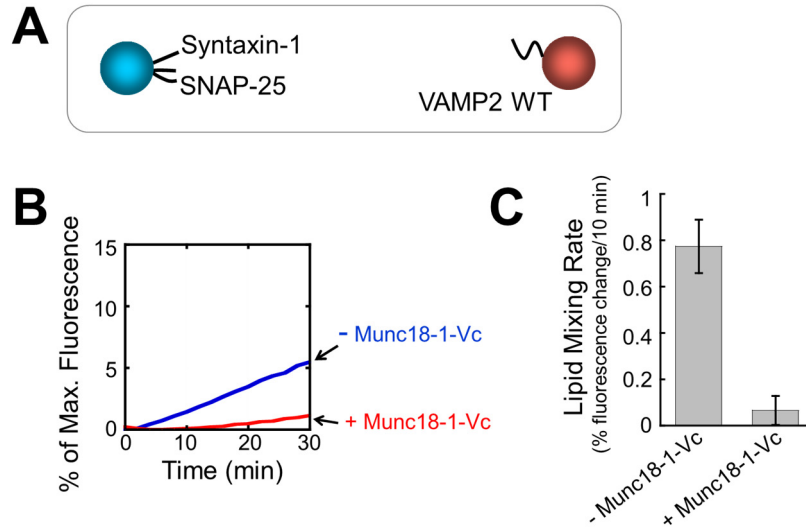 A
Syntaxin-1
SNAP-25
VAMP2 WT
B
% of Max. Fluorescence
15
10
5
0
0
10
20
30
Time (min)
- Munc18-1-Vc
+ Munc18-1-Vc
C
Lipid Mixing Rate
(% fluorescence change/10 min)
1
0.8
0.6
0.4
0.2
0
- Munc18-1-Vc
+ Munc18-1-Vc